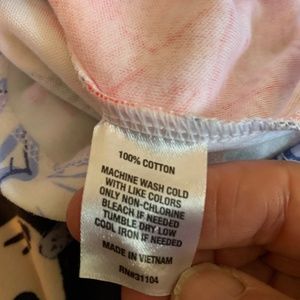 100% COTTON
MACHINE WASH COLD
WITH LIKE COLORS
ONLY NON-CHLORINE
BLEACH IF NEEDED
TUMBLE DRY LOW
COOL IRON IF NEEDED
MADE IN VIETNAM
RN#31104